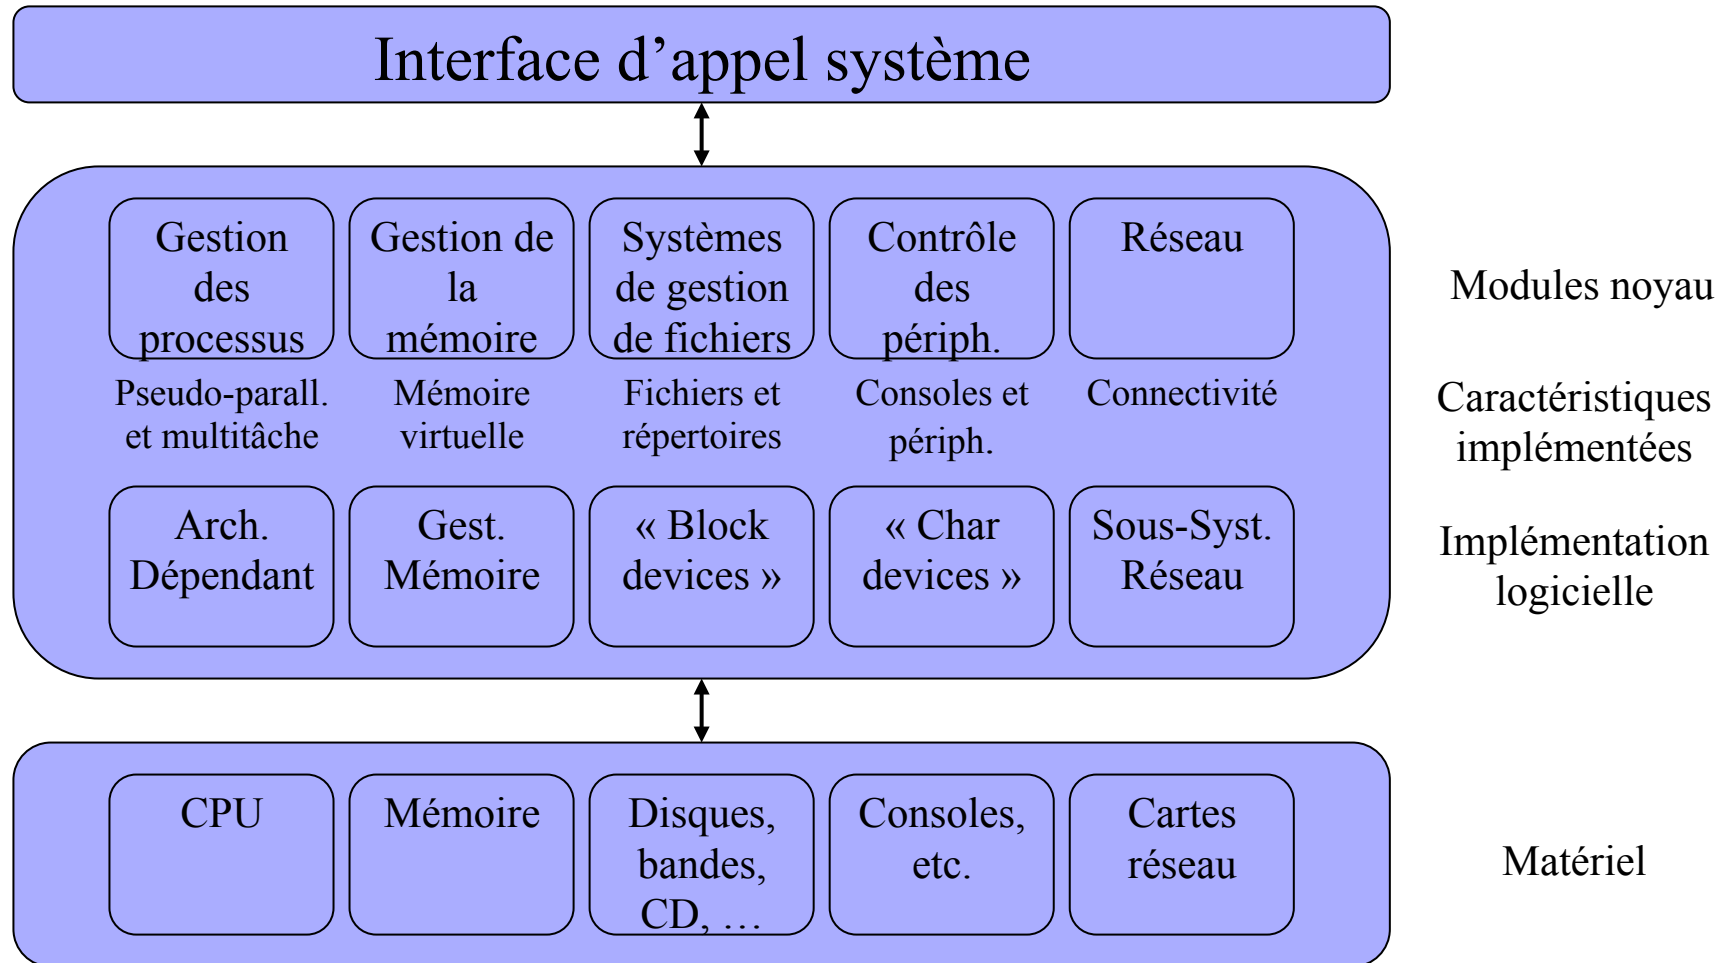 Interface d’appel système
Gestion
des
processus
Gestion de
la
mémoire
Systèmes
de gestion
de fichiers
Contrôle
des
périph.
Réseau
Modules noyau
Pseudo-parall.
et multitâche
Mémoire
virtuelle
Fichiers et
répertoires
Consoles et
périph.
Connectivité
Caractéristiques
implémentées
Arch.
Dépendant
Gest.
Mémoire
« Block
devices »
« Char
devices »
Sous-Syst.
Réseau
Implémentation
logicielle
CPU
Mémoire
Disques,
bandes,
CD, …
Consoles,
etc.
Cartes
réseau
Matériel